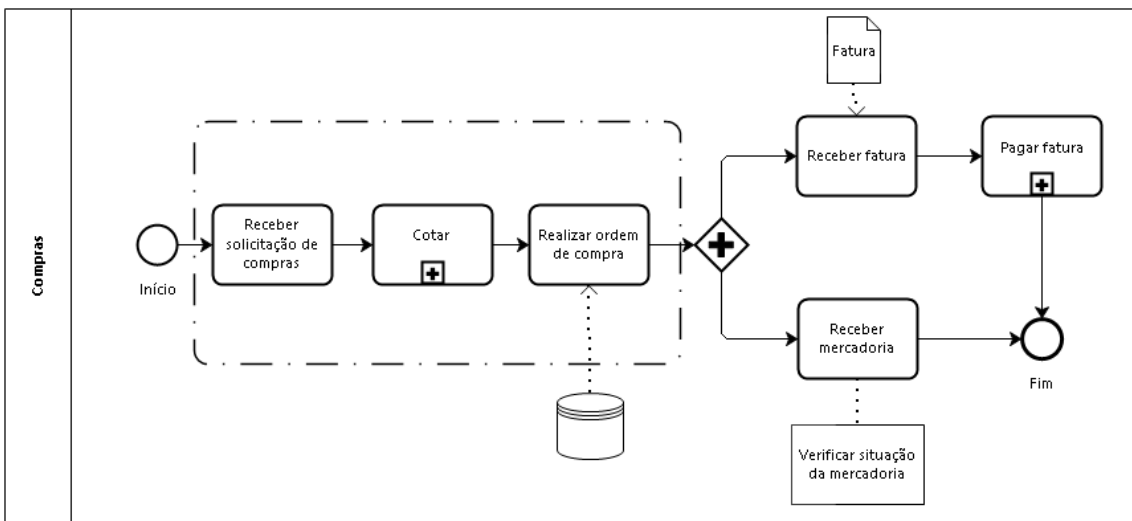 Compras
Início
Receber
solicitação de
compras
Cotar
Realizar ordem
de compra
Fatura
Receber fatura
Pagar fatura
Receber
mercadoria
Fim
Verificar situação
da mercadoria